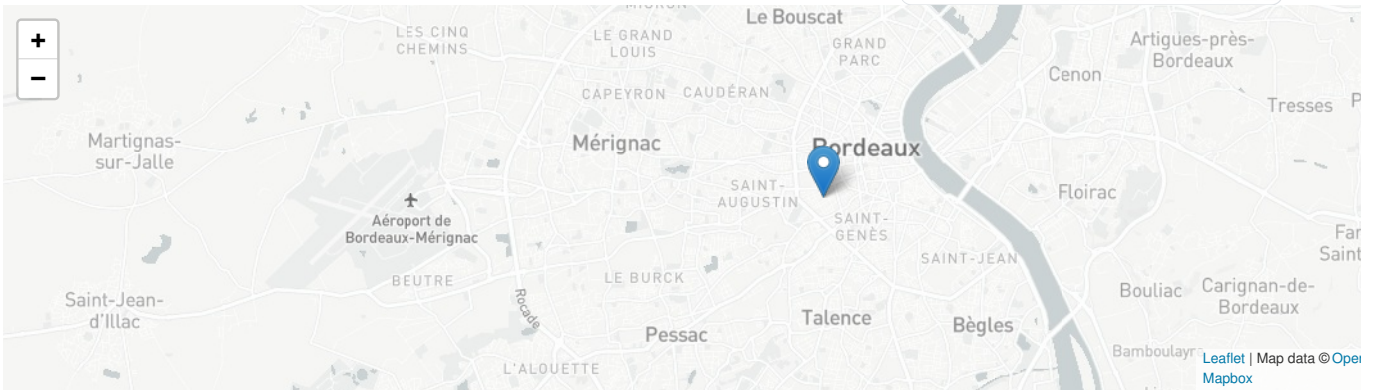 Le Bouscat
+
−
LES CINQ
CHEMINS
LE GRAND
LOUIS
GRAND
PARC
Artigues-près-
Bordeaux
Cenon
CAPEYRON
CAUDÉRAN
Tresses
Martignas-
sur-Jalle
Mérignac
Bordeaux
SAINT-
AUGUSTIN
Floirac
Aéroport de
Bordeaux-Mérignac
SAINT-
GENÈS
SAINT-JEAN
BEUTRE
LE BURCK
Saint-Jean-
d'Illac
Rocade
Bouliac
Carignan-de-
Bordeaux
Pessac
Talence
Bègles
L'ALOUETTE
Leaflet | Map data ©
Mapbox